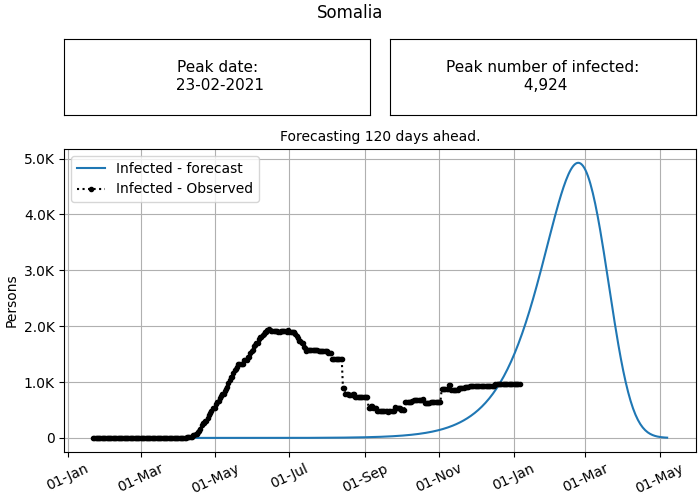 Somalia
Peak date:
23-02-2021
Peak number of infected:
4,924
Forecasting 120 days ahead.
Infected - forecast
Infected - Observed
Persons
5.0K
4.0K
3.0K
2.0K
1.0K
0
01-Jan
01-Mar
01-May
01-Jul
01-Sep
01-Nov
01-Jan
01-Mar
01-May